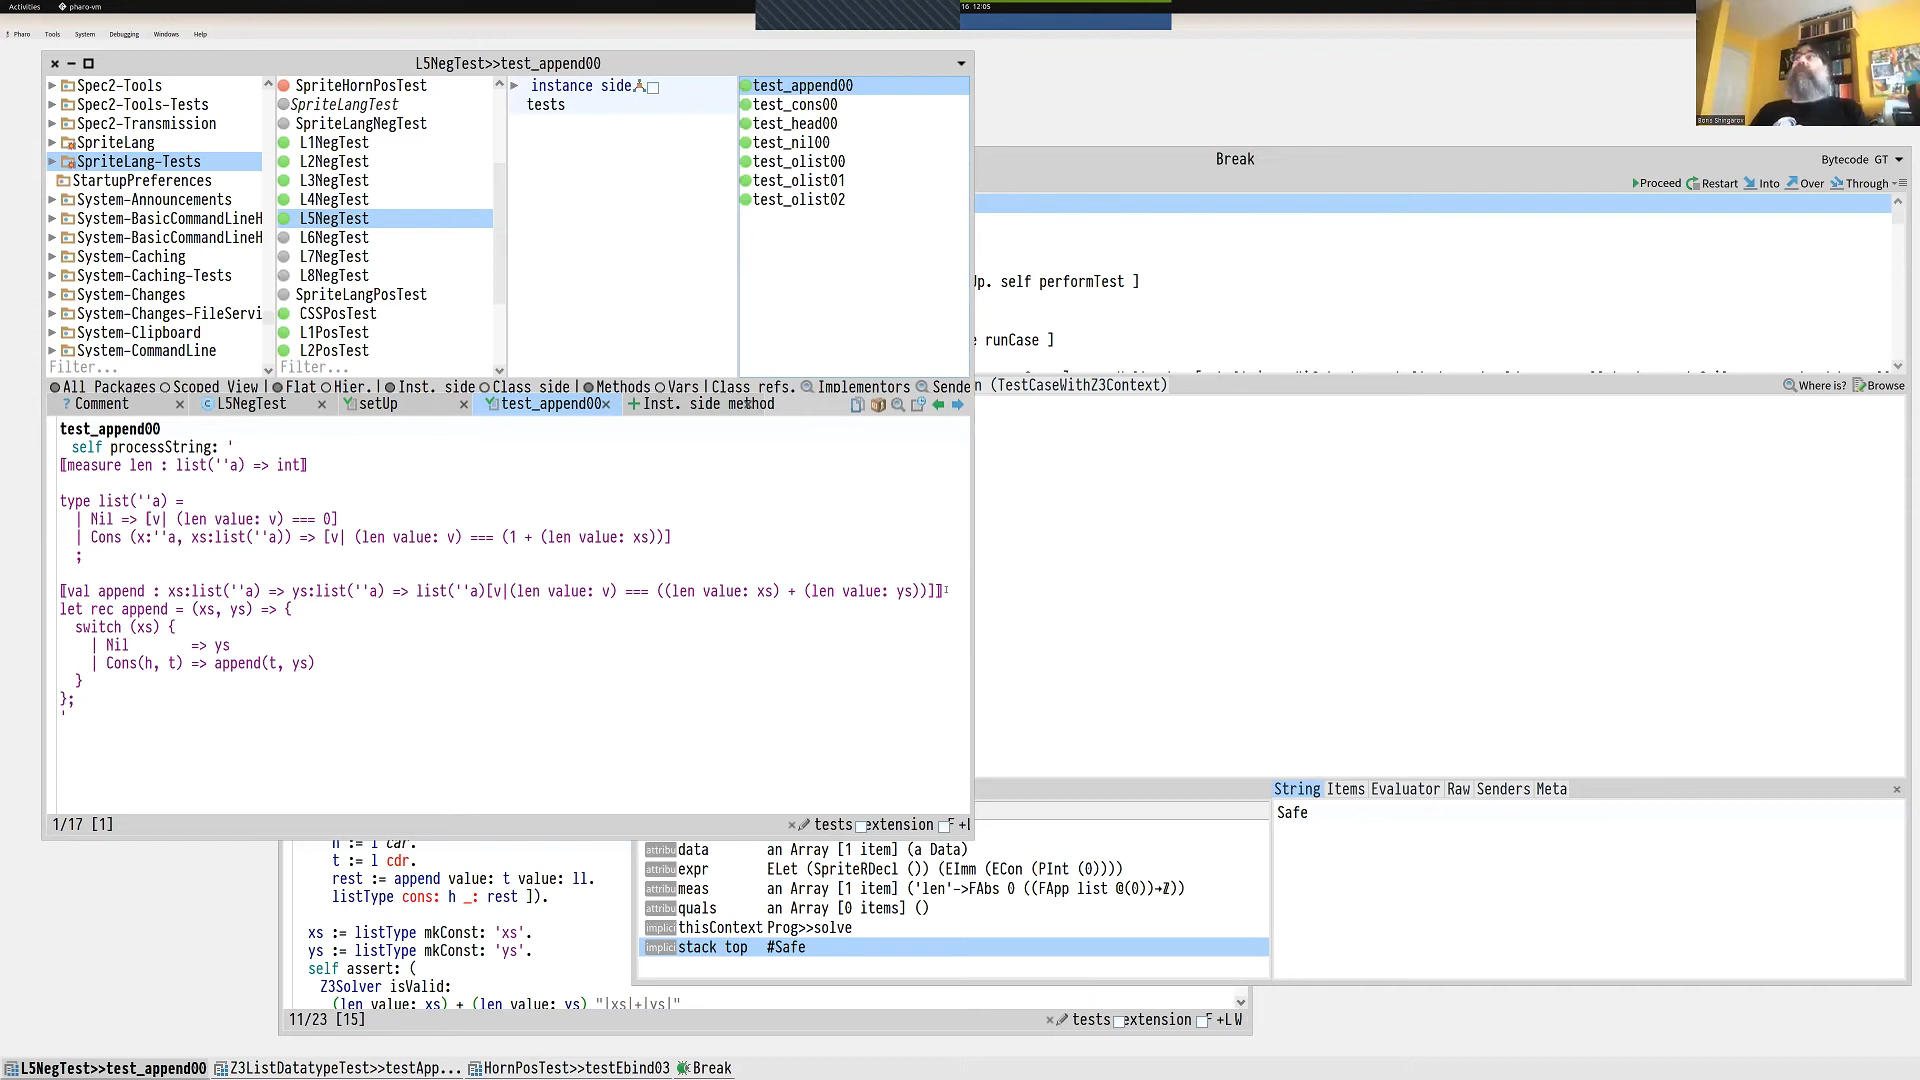 Activities pharo-vm
16 12:05
Pharo Tools System Debugging Windows Help
Boris Shingarov
L5NegTest>>test_append00
Spec2-Tools
Spec2-Tools-Tests
Spec2-Transmission
SpriteLang
SpriteLang-Tests
StartupPreferences
System-Announcements
System-BasicCommandLineH
System-BasicCommandLineH
System-Caching
System-Caching-Tests
System-Changes
System-Changes-FileServi
System-Clipboard
System-CommandLine
Filter...
SpriteHornPosTest
SpriteLangTest
SpriteLangNegTest
L1NegTest
L2NegTest
L3NegTest
L4NegTest
L5NegTest
L6NegTest
L7NegTest
L8NegTest
SpriteLangPosTest
CSSPosTest
L1PosTest
L2PosTest
Filter...
instance side
tests
test_append00
test_cons00
test_head00
test_nil00
test_olist00
test_olist01
test_olist02
All Packages Scoped View | Flat Hier. | Inst. side Class side | Methods Vars | Class refs. Implementors Sende
? Comment L5NegTest setUp test_append00 + Inst. side method
test_append00
self processString: '
⟦measure len : list(''a) => int⟧
type list(''a) =
| Nil => [v| (len value: v) === 0]
| Cons (x:''a, xs:list(''a)) => [v| (len value: v) === (1 + (len value: xs))]
;
⟦val append : xs:list(''a) => ys:list(''a) => list(''a)[v|(len value: v) === ((len value: xs) + (len value: ys))]⟧
let rec append = (xs, ys) => {
switch (xs) {
| Nil => ys
| Cons(h, t) => append(t, ys)
}
};
'
1/17 [1]
tests extension F +L
Break
Bytecode GT
Proceed Restart Into Over Through
Up. self performTest ]
runCase ]
(TestCaseWithZ3Context)
Where is? Browse
String Items Evaluator Raw Senders Meta
Safe
data an Array [1 item] (a Data)
expr ELet (SpriteRDecl ()) (EImm (ECon (PInt (0))))
meas an Array [1 item] ('len'->FAbs 0 ((FApp list @(0))→ℤ))
quals an Array [0 items] ()
thisContext Prog>>solve
stack top #Safe
attribu
attribu
attribu
attribu
implici
implici
h := l car.
t := l cdr.
rest := append value: t value: ll.
listType cons: h _: rest ]).
xs := listType mkConst: 'xs'.
ys := listType mkConst: 'ys'.
self assert: (
Z3Solver isValid:
(len value: xs) + (len value: ys) "|xs|+|ys|"
11/23 [15]
tests extension F +LW
L5NegTest>>test_append00 Z3ListDatatypeTest>>testApp... HornPosTest>>testEbind03 Break